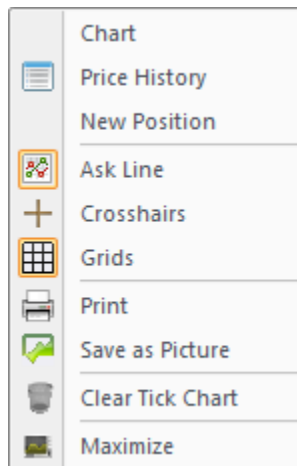 Chart
Price History
New Position
Ask Line
Crosshairs
Grids
Print
Save as Picture
Clear Tick Chart
Maximize